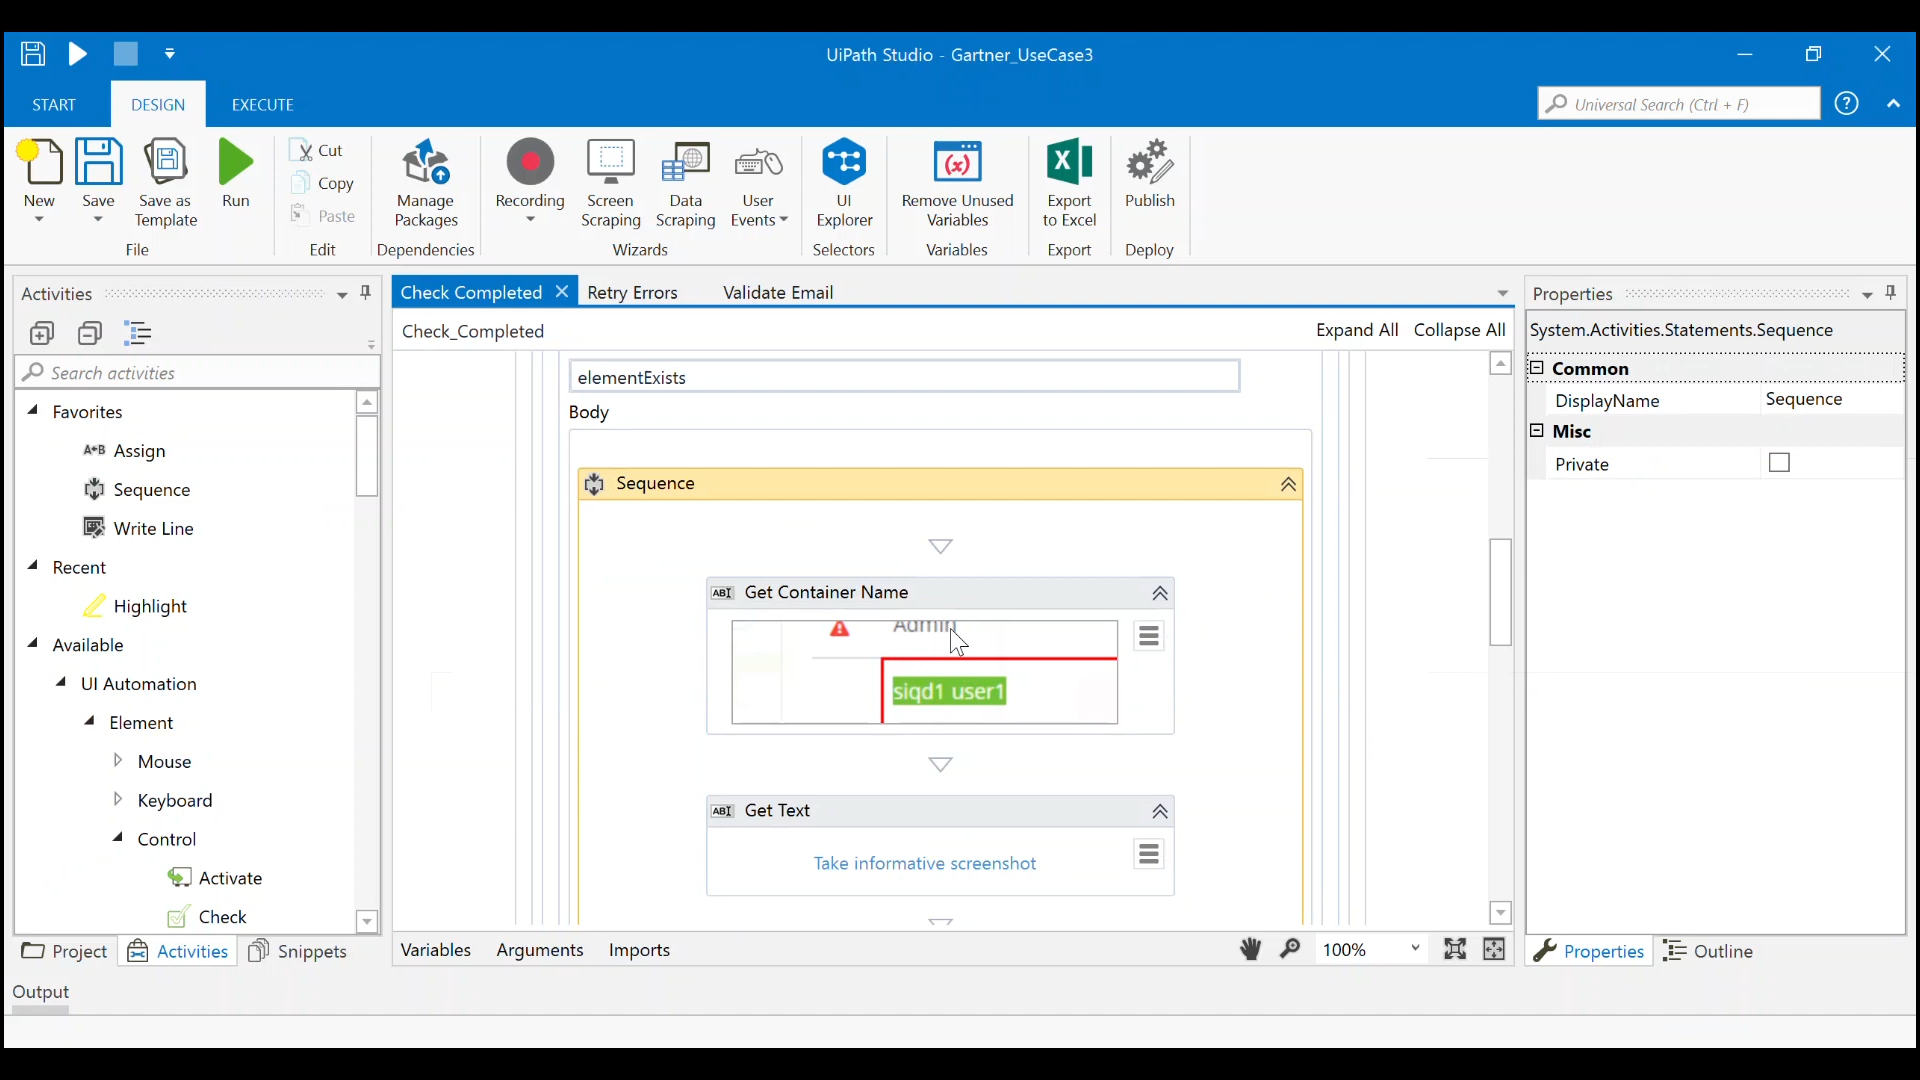 UiPath Studio - Gartner_UseCase3
START
DESIGN
EXECUTE
Universal Search (Ctrl + F)
?
New
Save
Save as
Template
Run
File
Cut
Copy
Paste
Edit
Manage
Packages
Dependencies
Recording
Screen
Scraping
Data
Scraping
User
Events
Wizards
UI
Explorer
Selectors
(x)
Remove Unused
Variables
Variables
X
Export
to Excel
Export
Publish
Deploy
Activities
Search activities
Favorites
A+B Assign
Sequence
Write Line
Recent
Highlight
Available
UI Automation
Element
Mouse
Keyboard
Control
Activate
Check
Project
Activities
Snippets
Output
Check Completed
Retry Errors
Validate Email
Check_Completed
Expand All
Collapse All
elementExists
Body
Sequence
ABI Get Container Name
Admin
siqd1 user1
ABI Get Text
Take informative screenshot
Variables
Arguments
Imports
100%
Properties
System.Activities.Statements.Sequence
Common
DisplayName
Sequence
Misc
Private
Properties
Outline